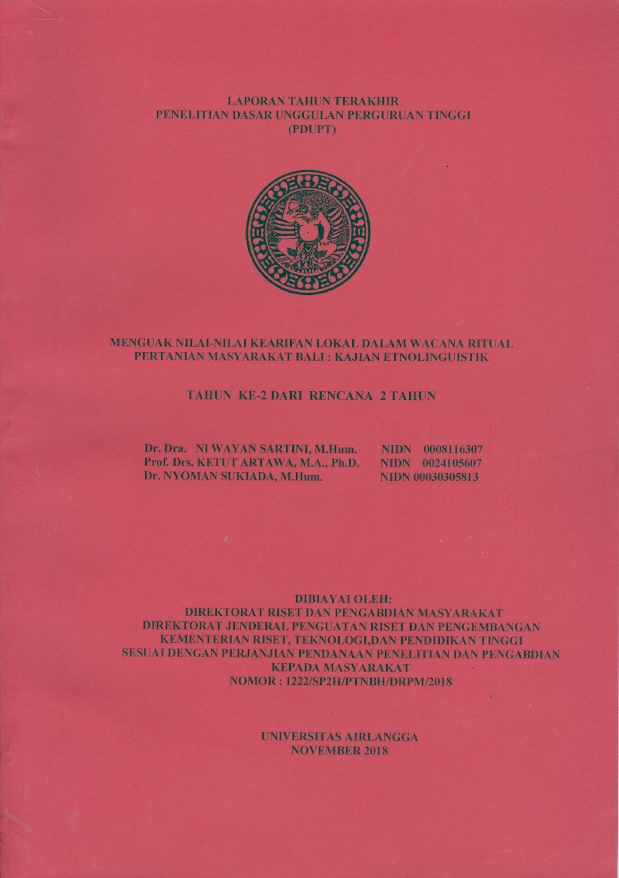 LAPORAN TAHUN TERAKHIR
PENELITIAN DASAR UNGGULAN PERGURUAN TINGGI
(PDUPT)
MENGUAK NILAI-NILAI KEARIFAN LOKAL DALAM WACANA RITUAL
PERTANIAN MASYARAKAT BALI : KAJIAN ETNOLINGUISTIK
TAHUN KE-2 DARI RENCANA 2 TAHUN
Dr. Dra. NI WAYAN SARTINI, M.Hum. NIDN 0008116307
Prof. Drs. KETUT ARTAWA, M.A., Ph.D. NIDN 0024105607
Dr. NYOMAN SUKIADA, M.Hum. NIDN 00030305813
DIBIAYAI OLEH:
DIREKTORAT RISET DAN PENGABDIAN MASYARAKAT
DIREKTORAT JENDERAL PENGUATAN RISET DAN PENGEMBANGAN
KEMENTERIAN RISET, TEKNOLOGI,DAN PENDIDIKAN TINGGI
SESUAI DENGAN PERJANJIAN PENDANAAN PENELITIAN DAN PENGABDIAN
KEPADA MASYARAKAT
NOMOR : 1222/SP2H/PTNBH/DRPM/2018
UNIVERSITAS AIRLANGGA
NOVEMBER 2018